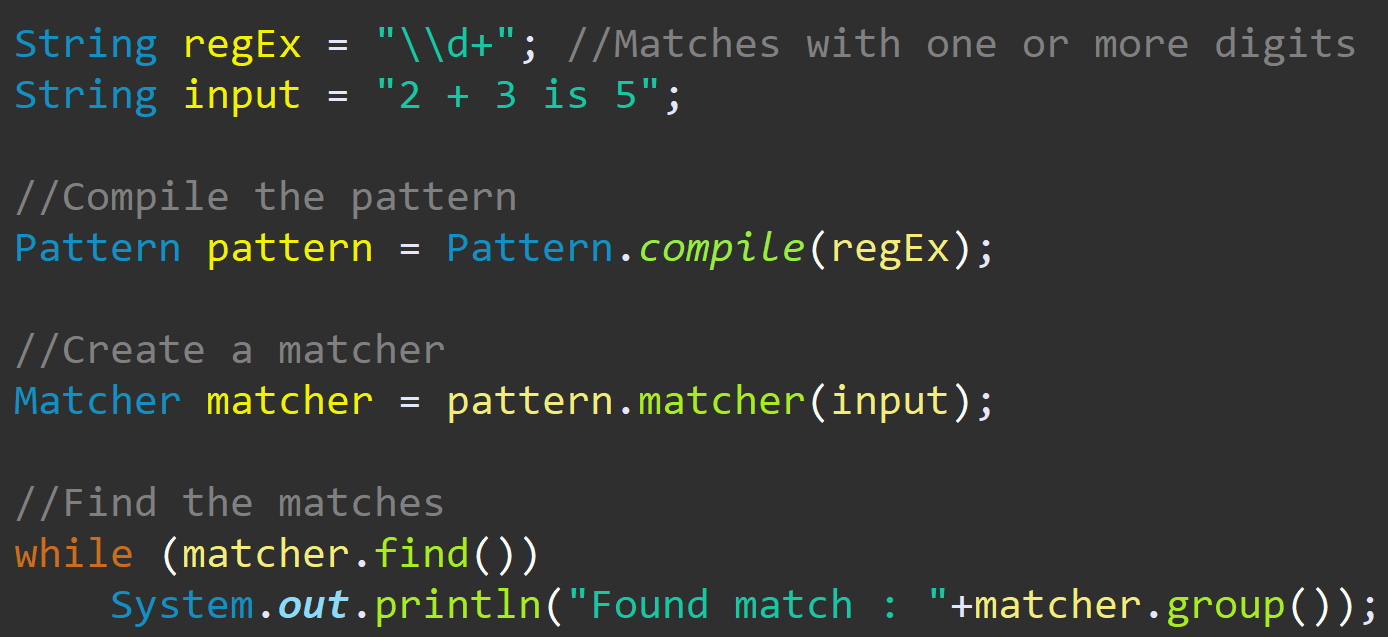 String regEx = "\\d+"; //Matches with one or more digits
String input = "2 + 3 is 5";
//Compile the pattern
Pattern pattern = Pattern.compile(regEx);
//Create a matcher
Matcher matcher = pattern.matcher(input);
//Find the matches
while (matcher.find())
System.out.println("Found match : "+matcher.group());